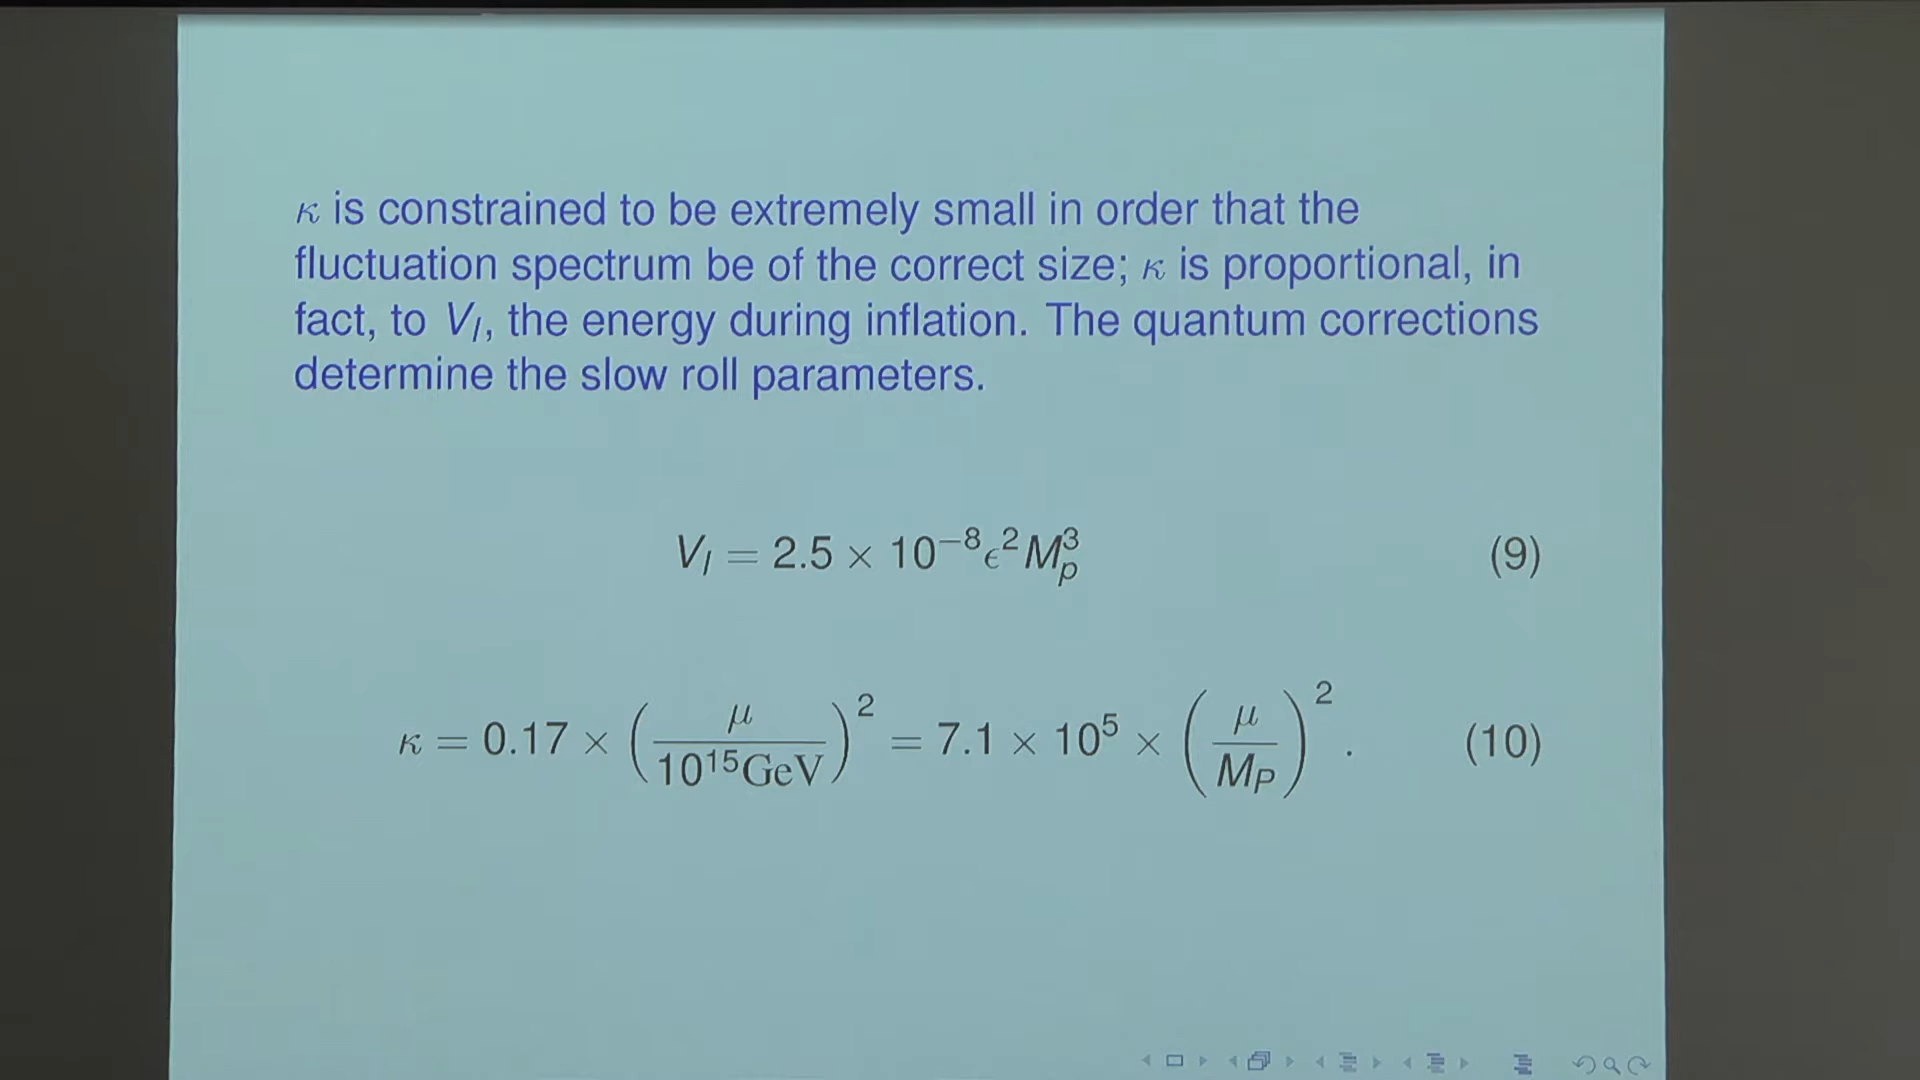 κ is constrained to be extremely small in order that the
fluctuation spectrum be of the correct size; κ is proportional, in
fact, to V_I, the energy during inflation. The quantum corrections
determine the slow roll parameters.
V_I = 2.5 × 10^{−8} ϵ^2 M_p^3 (9)
κ = 0.17 × (μ / 10^{15}GeV)^2 = 7.1 × 10^5 × (μ / M_P)^2 . (10)